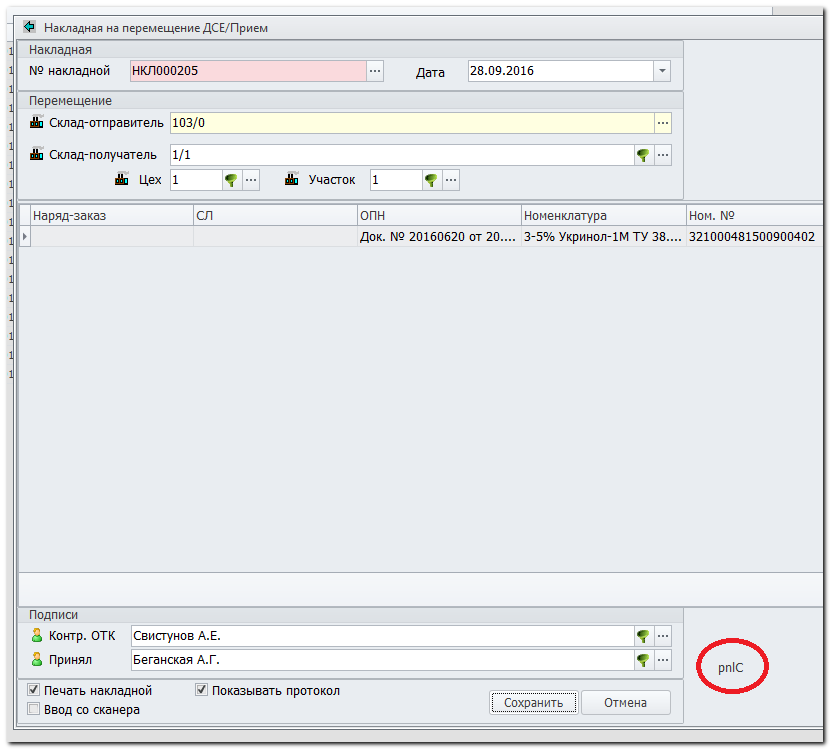 Накладная на перемещение ДСЕ/Прием
Накладная
№ накладной НКЛ000205 ... Дата 28.09.2016
Перемещение
Склад-отправитель 103/0 ...
Склад-получатель 1/1 ...
Цех 1 ... Участок 1 ...
Наряд-заказ СЛ ОПН Номенклатура Ном. №
Док. № 20160620 от 20.... 3-5% Укринол-1М ТУ 38.... 321000481500900402
Подписи
Контр. ОТК Свистунов А.Е. ...
Принял Беганская А.Г. ...
pnlC
Печать накладной Показывать протокол
Ввод со сканера
Сохранить Отмена